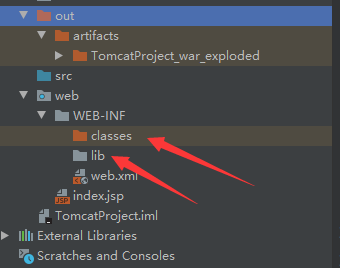 out
artifacts
TomcatProject_war_exploded
src
web
WEB-INF
classes
lib
web.xml
index.jsp
TomcatProject.iml
External Libraries
Scratches and Consoles